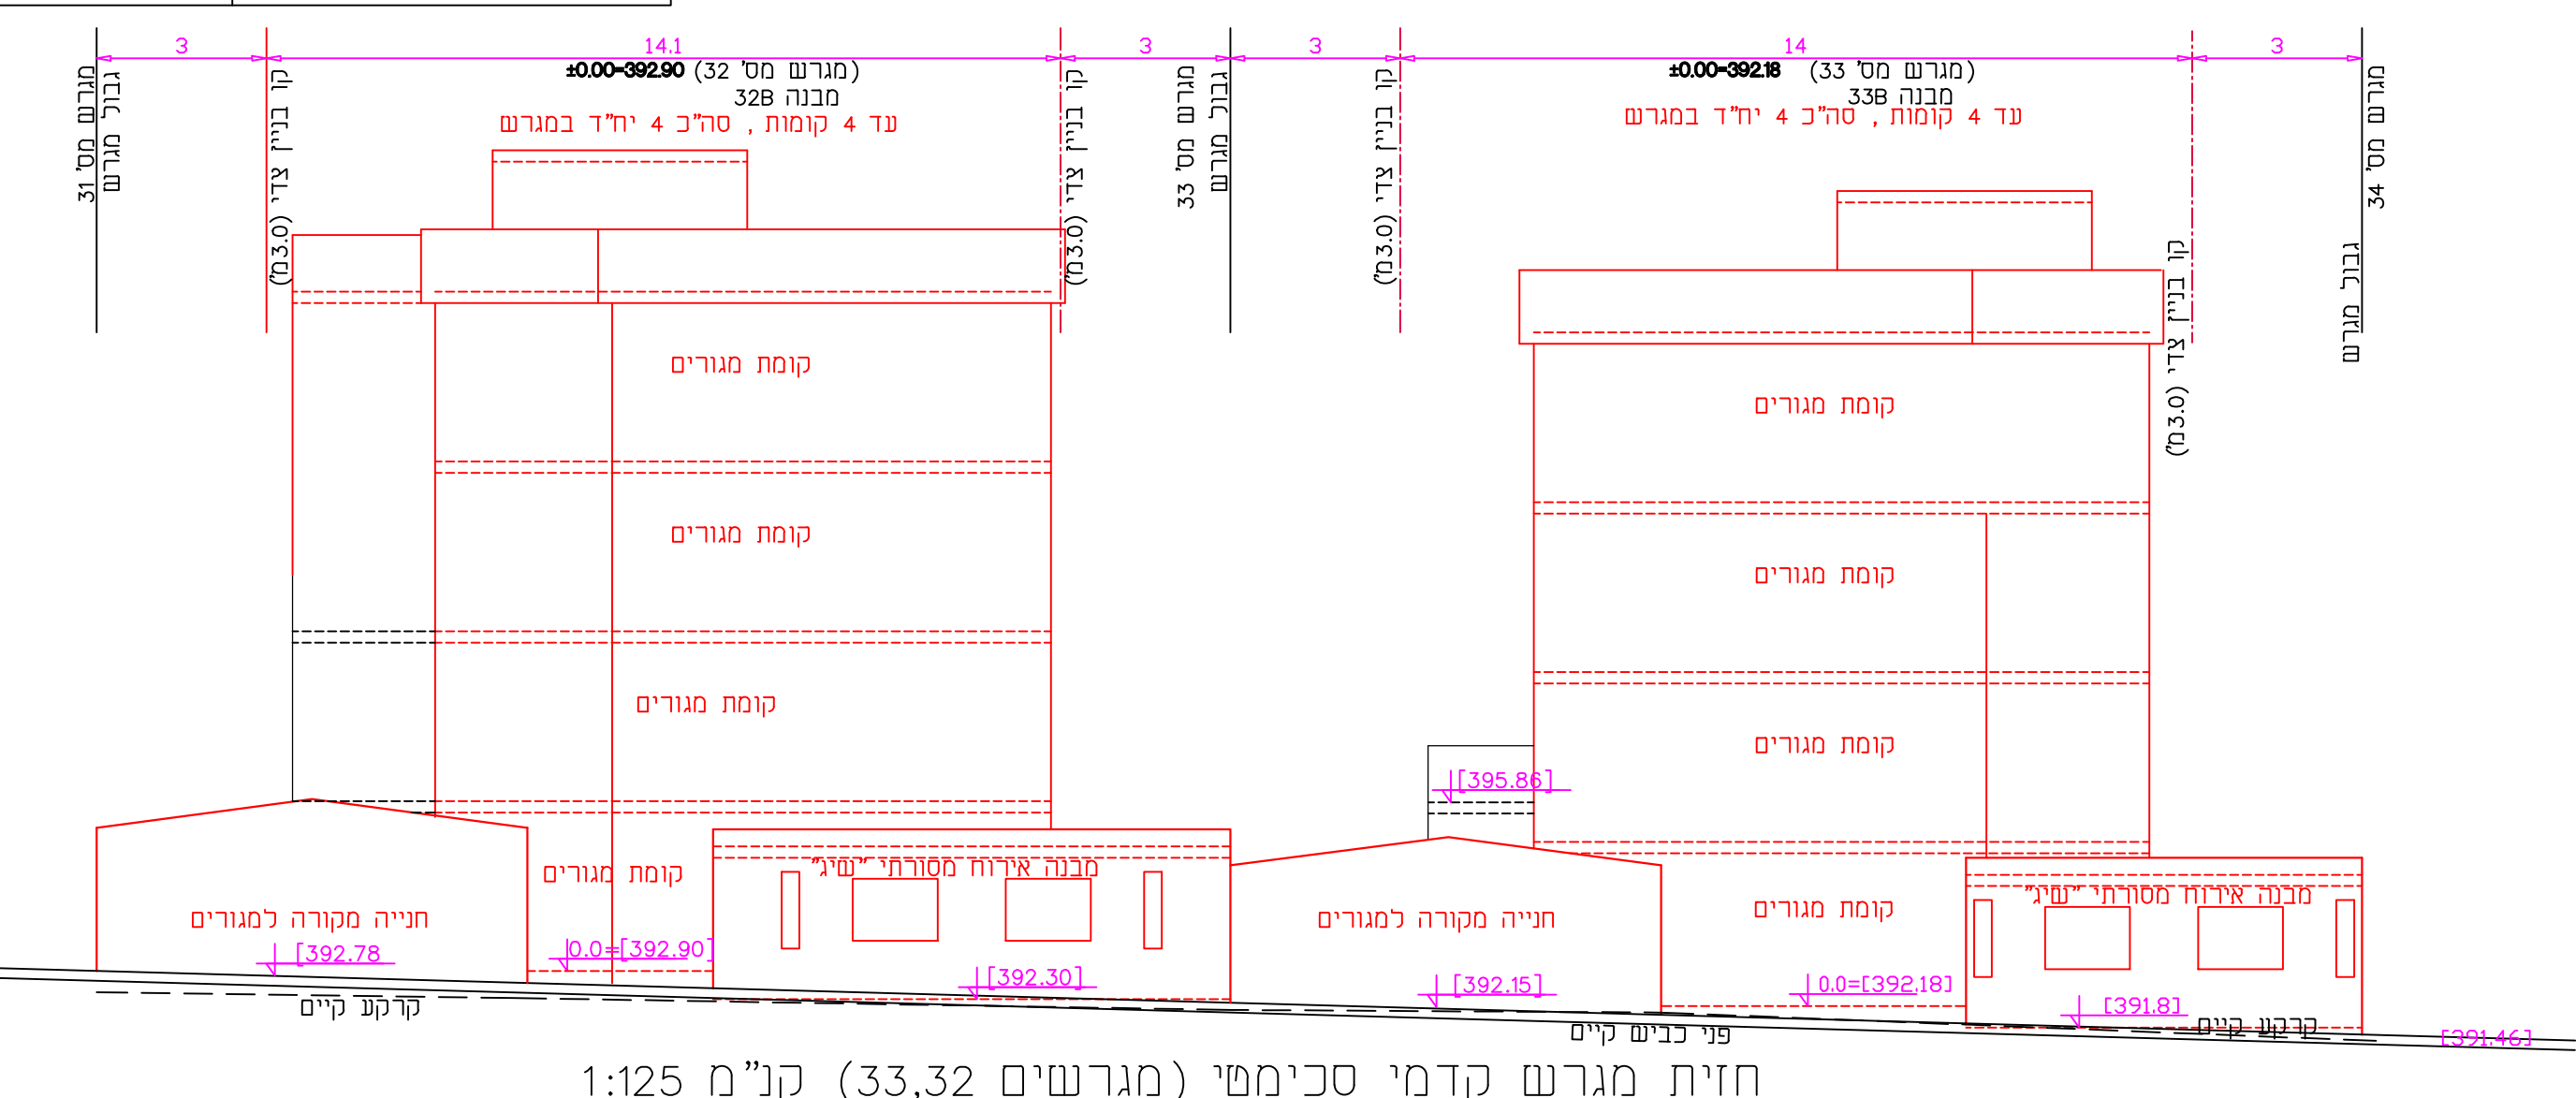 3
14.1
3
3
14
3
±0.00=392.90 (מגרש מס' 32)
מבנה 32B
עד 4 קומות , סה"כ 4 יח"ד במגרש
±0.00=392.18 (מגרש מס' 33)
מבנה 33B
עד 4 קומות , סה"כ 4 יח"ד במגרש
מגרש מס' 31
גבול מגרש
קו בניין צדי (3.0מ')
קו בניין צדי (3.0מ')
מגרש מס' 33
גבול מגרש
קו בניין צדי (3.0מ')
קו בניין צדי (3.0מ')
גבול מגרש
מגרש מס' 34
קומת מגורים
קומת מגורים
קומת מגורים
קומת מגורים
קומת מגורים
קומת מגורים
קומת מגורים
קומת מגורים
[395.86]
מבנה אירוח מסורתי "שיג"
מבנה אירוח מסורתי "שיג"
חנייה מקורה למגורים
חנייה מקורה למגורים
[392.78
0.0=[392.90]
[392.30]
[392.15]
0.0=[392.18]
[391.8]
[391.46]
קרקע קיים
פני כביש קיים
קרקע קיים
חזית מגרש קדמי סכימטי (מגרשים 33,32) קנ"מ 1:125